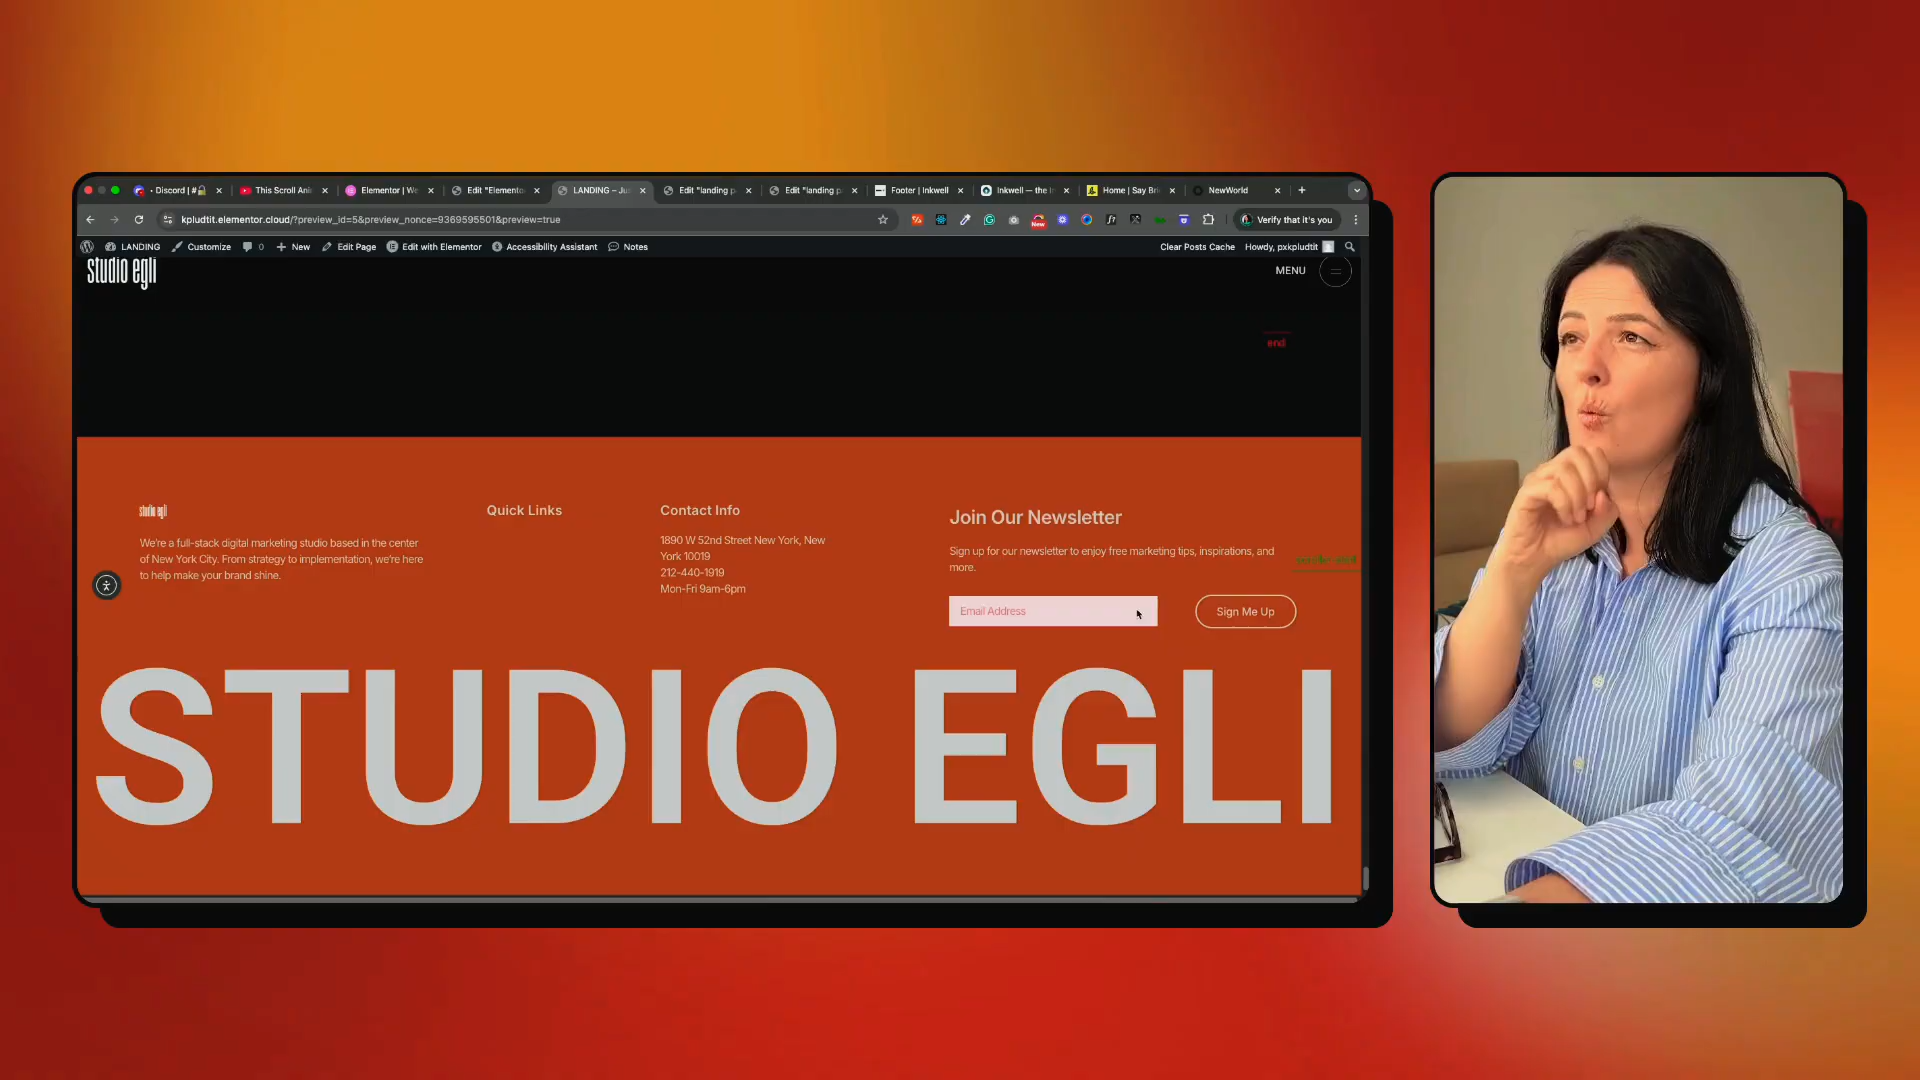 • Discord | #
This Scroll Ani
Elementor | We
Edit "Elemento
LANDING – Ju
Edit "landing p
Edit "landing p
Footer | Inkwell
Inkwell — the I
Home | Say Bri
NewWorld
kpludtit.elementor.cloud/?preview_id=5&preview_nonce=9369595501&preview=true
New
Verify that it's you
LANDING
Customize
0
New
Edit Page
Edit with Elementor
Accessibility Assistant
Notes
Clear Posts Cache
Howdy, pxkpludtit
studio egli
MENU
end
studio egli
We're a full-stack digital marketing studio based in the center
of New York City. From strategy to implementation, we're here
to help make your brand shine.
Quick Links
Contact Info
1890 W 52nd Street New York, New
York 10019
212-440-1919
Mon-Fri 9am-6pm
Join Our Newsletter
Sign up for our newsletter to enjoy free marketing tips, inspirations, and
more.
Email Address
Sign Me Up
STUDIO EGLI